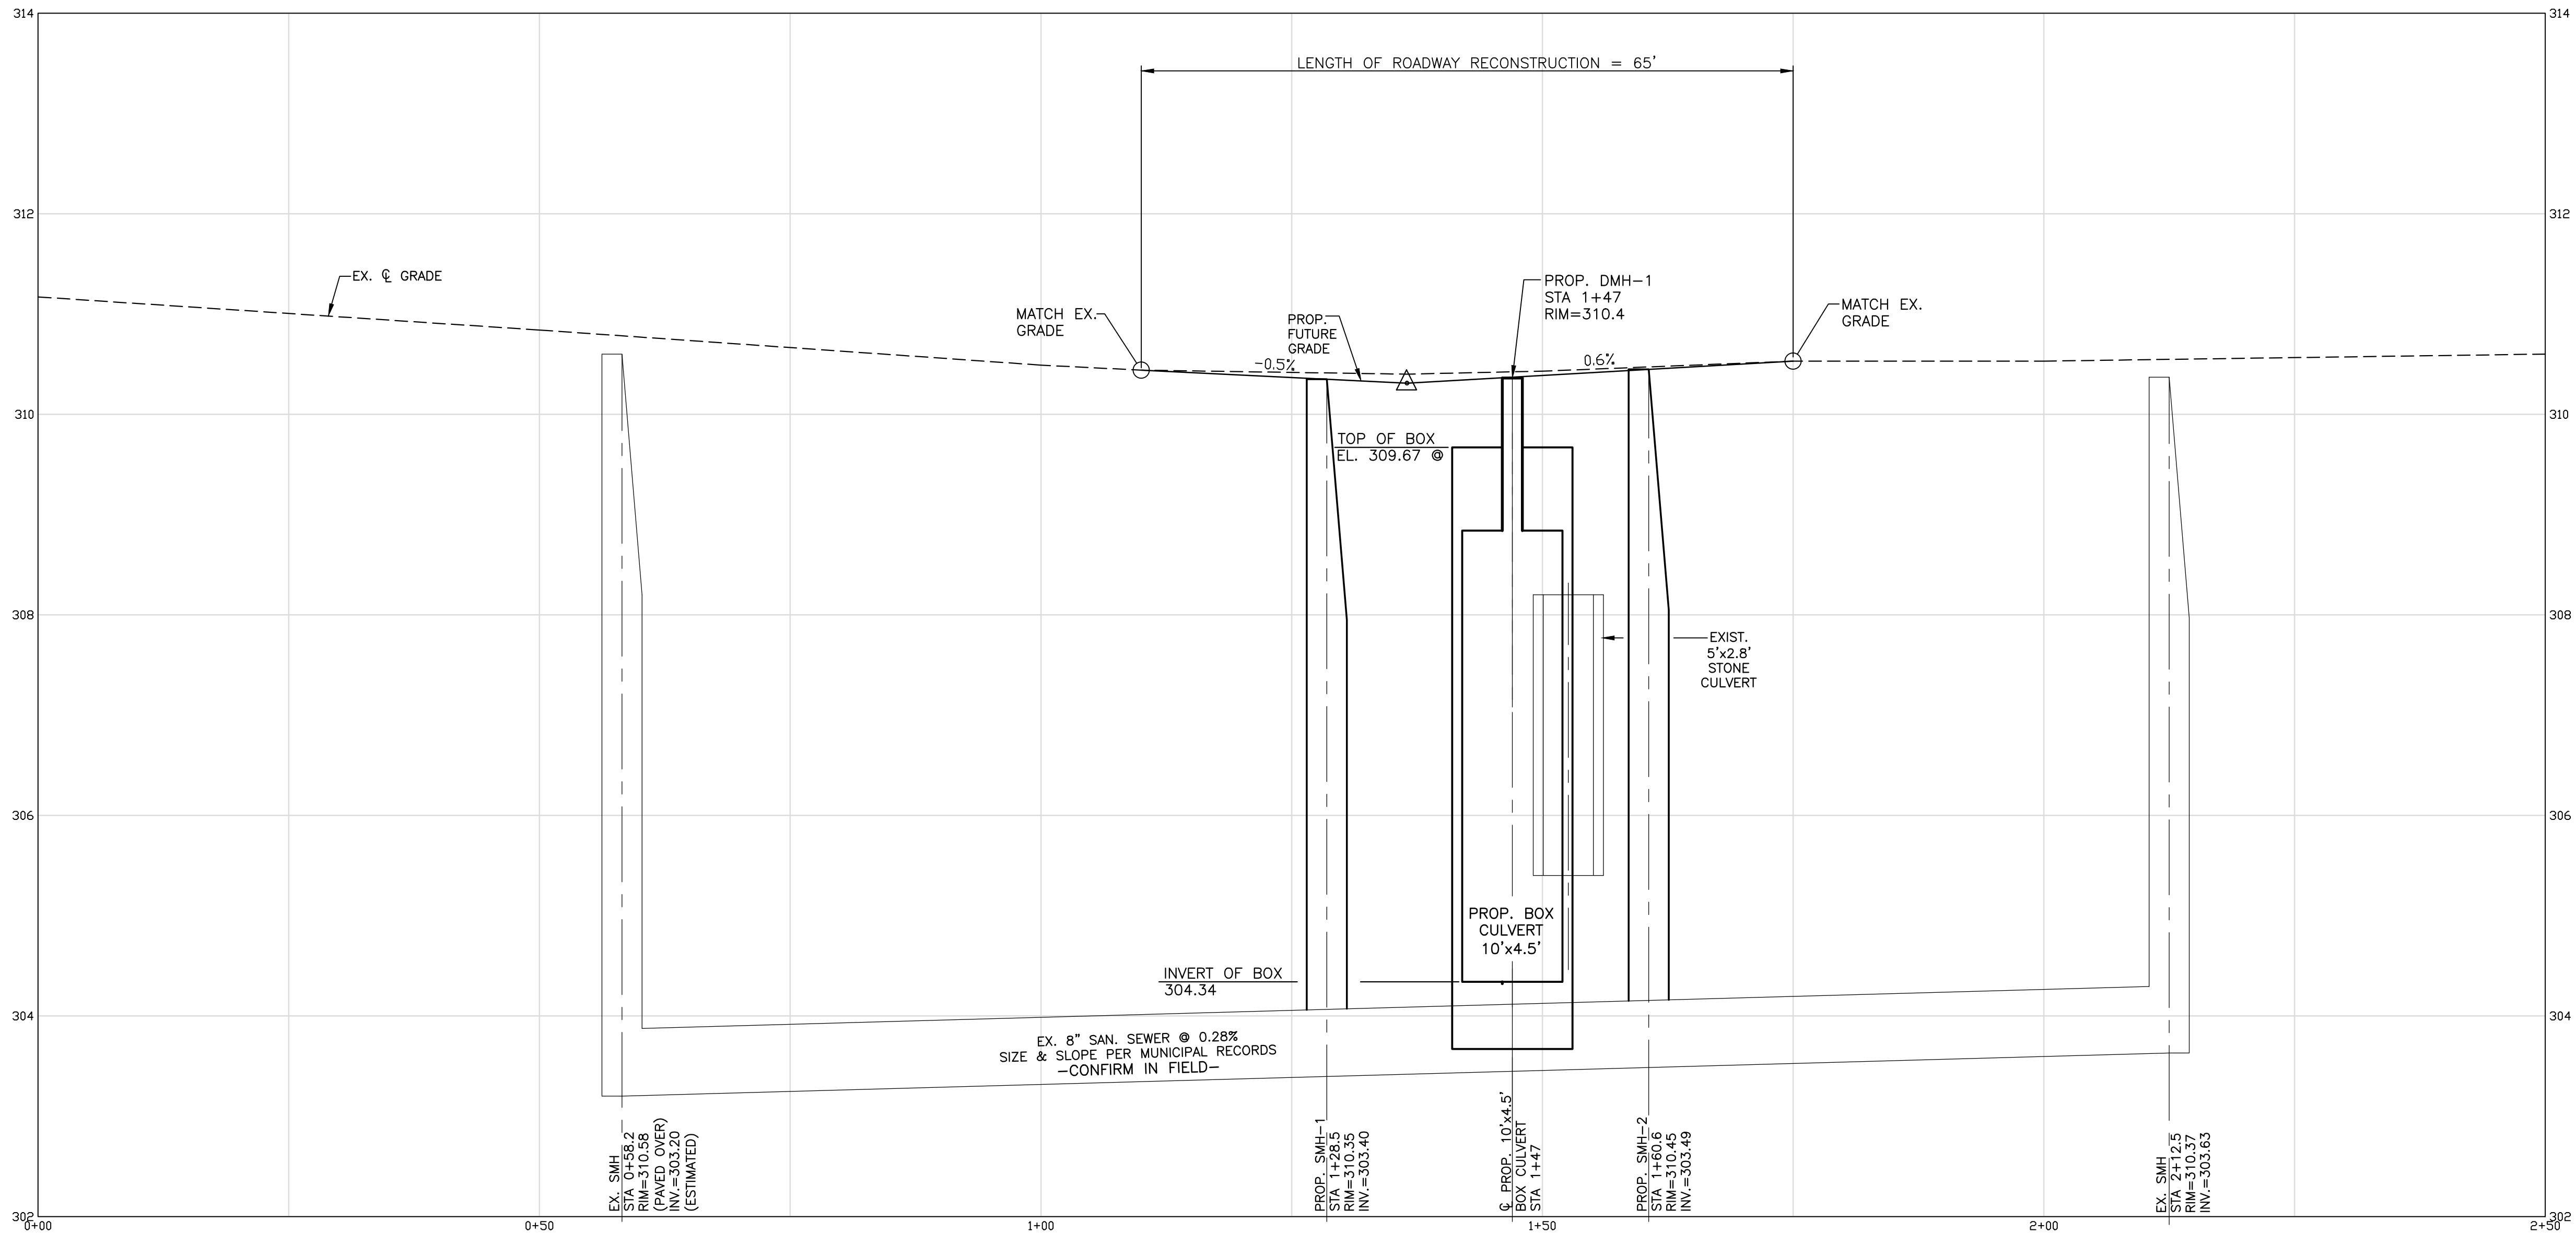 314
314
LENGTH OF ROADWAY RECONSTRUCTION = 65'
312
312
EX. ℄ GRADE
MATCH EX.
GRADE
PROP.
FUTURE
GRADE
-0.5%
PROP. DMH-1
STA 1+47
RIM=310.4
0.6%
MATCH EX.
GRADE
310
310
TOP OF BOX
EL. 309.67 @
308
308
EXIST.
5'x2.8'
STONE
CULVERT
306
306
PROP. BOX
CULVERT
10'x4.5'
INVERT OF BOX
304.34
304
304
EX. 8" SAN. SEWER @ 0.28%
SIZE & SLOPE PER MUNICIPAL RECORDS
-CONFIRM IN FIELD-
EX. SMH
STA 0+58.2
RIM=310.58
(PAVED OVER)
INV.=303.20
(ESTIMATED)
PROP. SMH-1
STA 1+28.5
RIM=310.35
INV.=303.40
℄ PROP. 10'x4.5'
BOX CULVERT
STA 1+47
PROP. SMH-2
STA 1+60.6
RIM=310.45
INV.=303.49
EX. SMH
STA 2+12.5
RIM=310.37
INV.=303.63
302
302
0+00
0+50
1+00
1+50
2+00
2+50